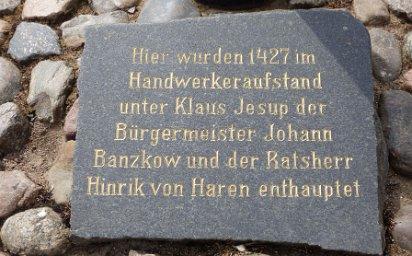 Hier wurden 1427 im
Handwerkeraufstand
unter Klaus Jesup der
Bürgermeister Johann
Banzkow und der Ratsherr
Hinrik von Haren enthauptet